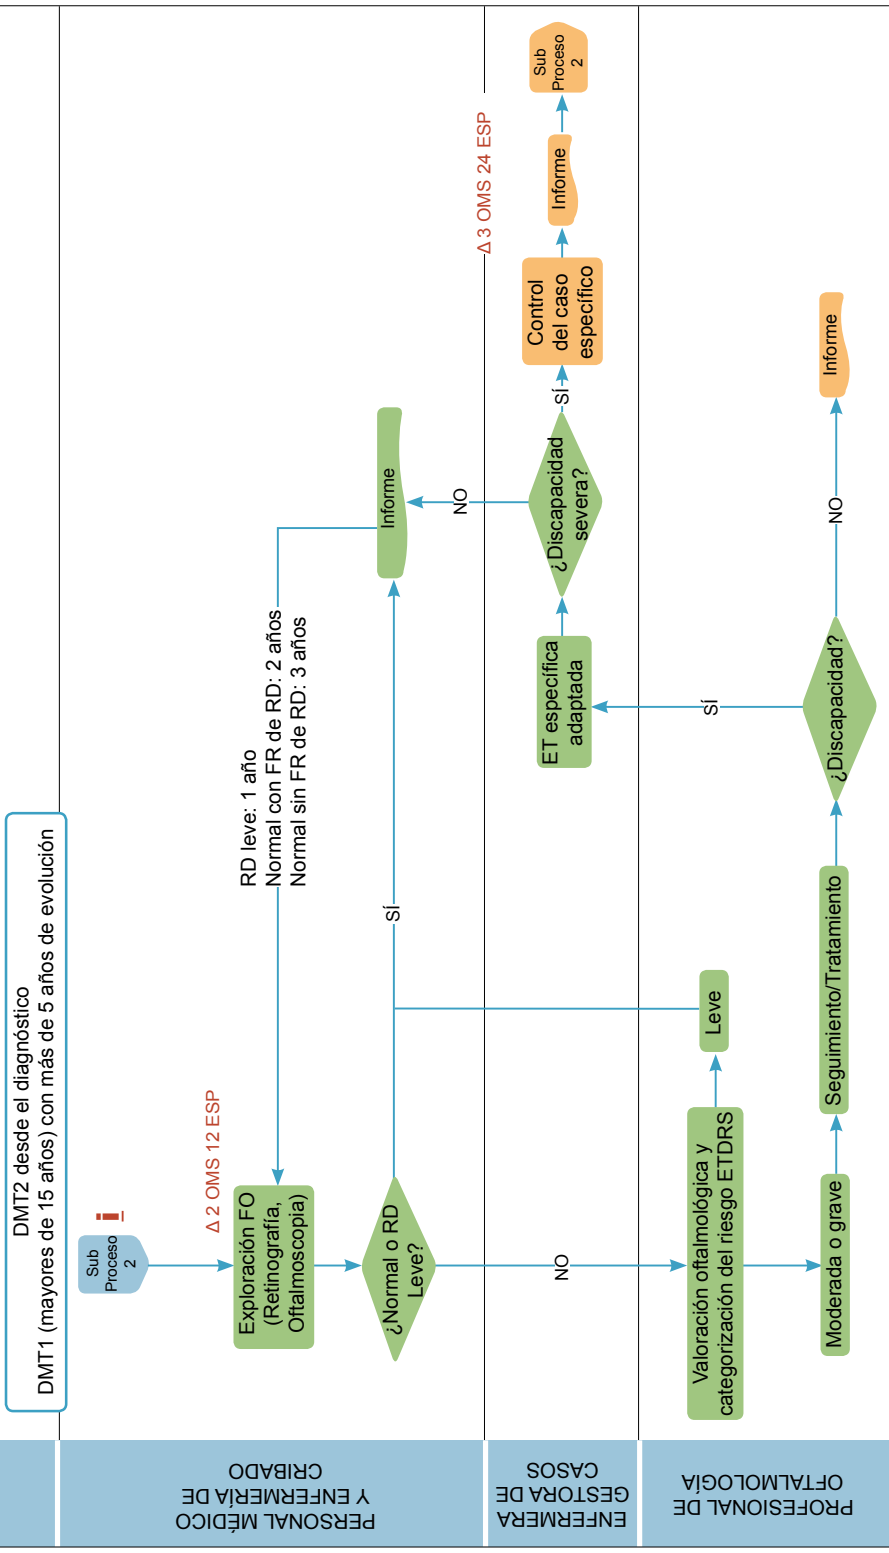 DMT2 desde el diagnóstico
DMT1 (mayores de 15 años) con más de 5 años de evolución
PERSONAL MÉDICO
Y ENFERMERÍA DE
CRIBADO
Sub
Proceso
2
i
Δ 2 OMS 12 ESP
Exploración FO
(Retinografía,
Oftalmoscopia)
¿Normal o RD
Leve?
SÍ
NO
RD leve: 1 año
Normal con FR de RD: 2 años
Normal sin FR de RD: 3 años
Informe
ENFERMERA
GESTORA DE
CASOS
ET específica
adaptada
¿Discapacidad
severa?
NO
SÍ
Control
del caso
específico
Informe
Sub
Proceso
2
Δ 3 OMS 24 ESP
PROFESIONAL DE
OFTALMOLOGÍA
Valoración oftalmológica y
categorización del riesgo ETDRS
Leve
Moderada o grave
Seguimiento/Tratamiento
¿Discapacidad?
SÍ
NO
Informe